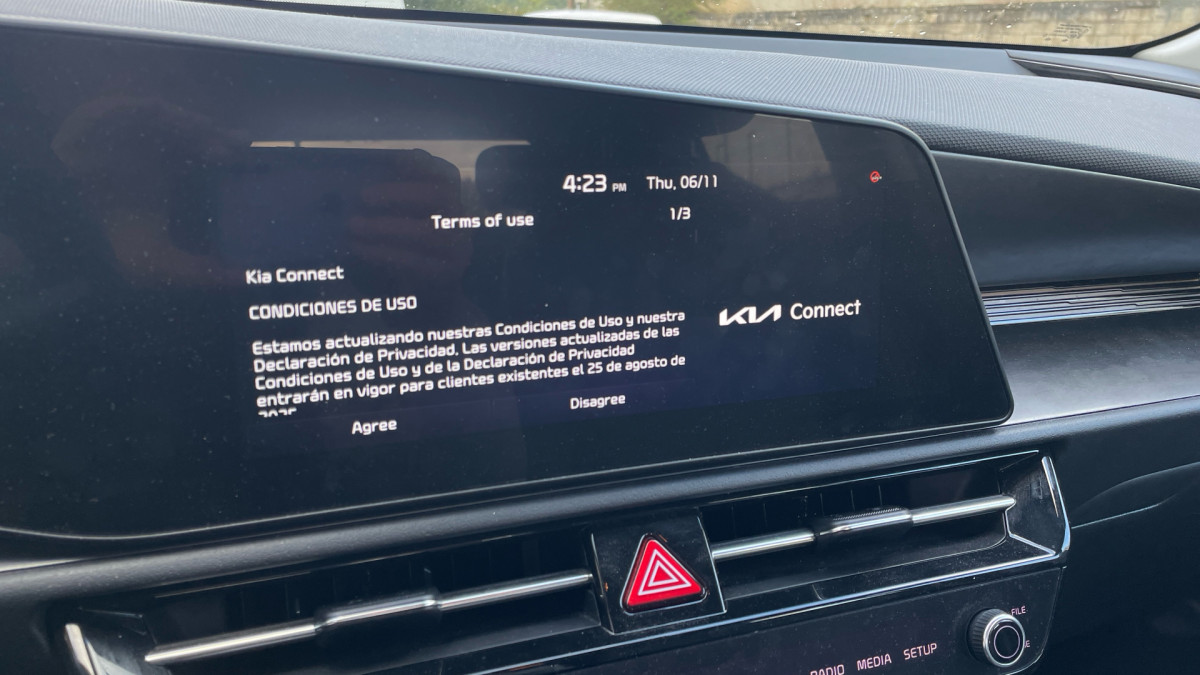 4:23 PM Thu, 06/11
Terms of use 1/3
Kia Connect
CONDICIONES DE USO
Estamos actualizando nuestras Condiciones de Uso y nuestra
Declaración de Privacidad. Las versiones actualizadas de las
Condiciones de Uso y de la Declaración de Privacidad
entrarán en vigor para clientes existentes el 25 de agosto de
KIA Connect
Agree
Disagree
RADIO MEDIA SETUP
FILE